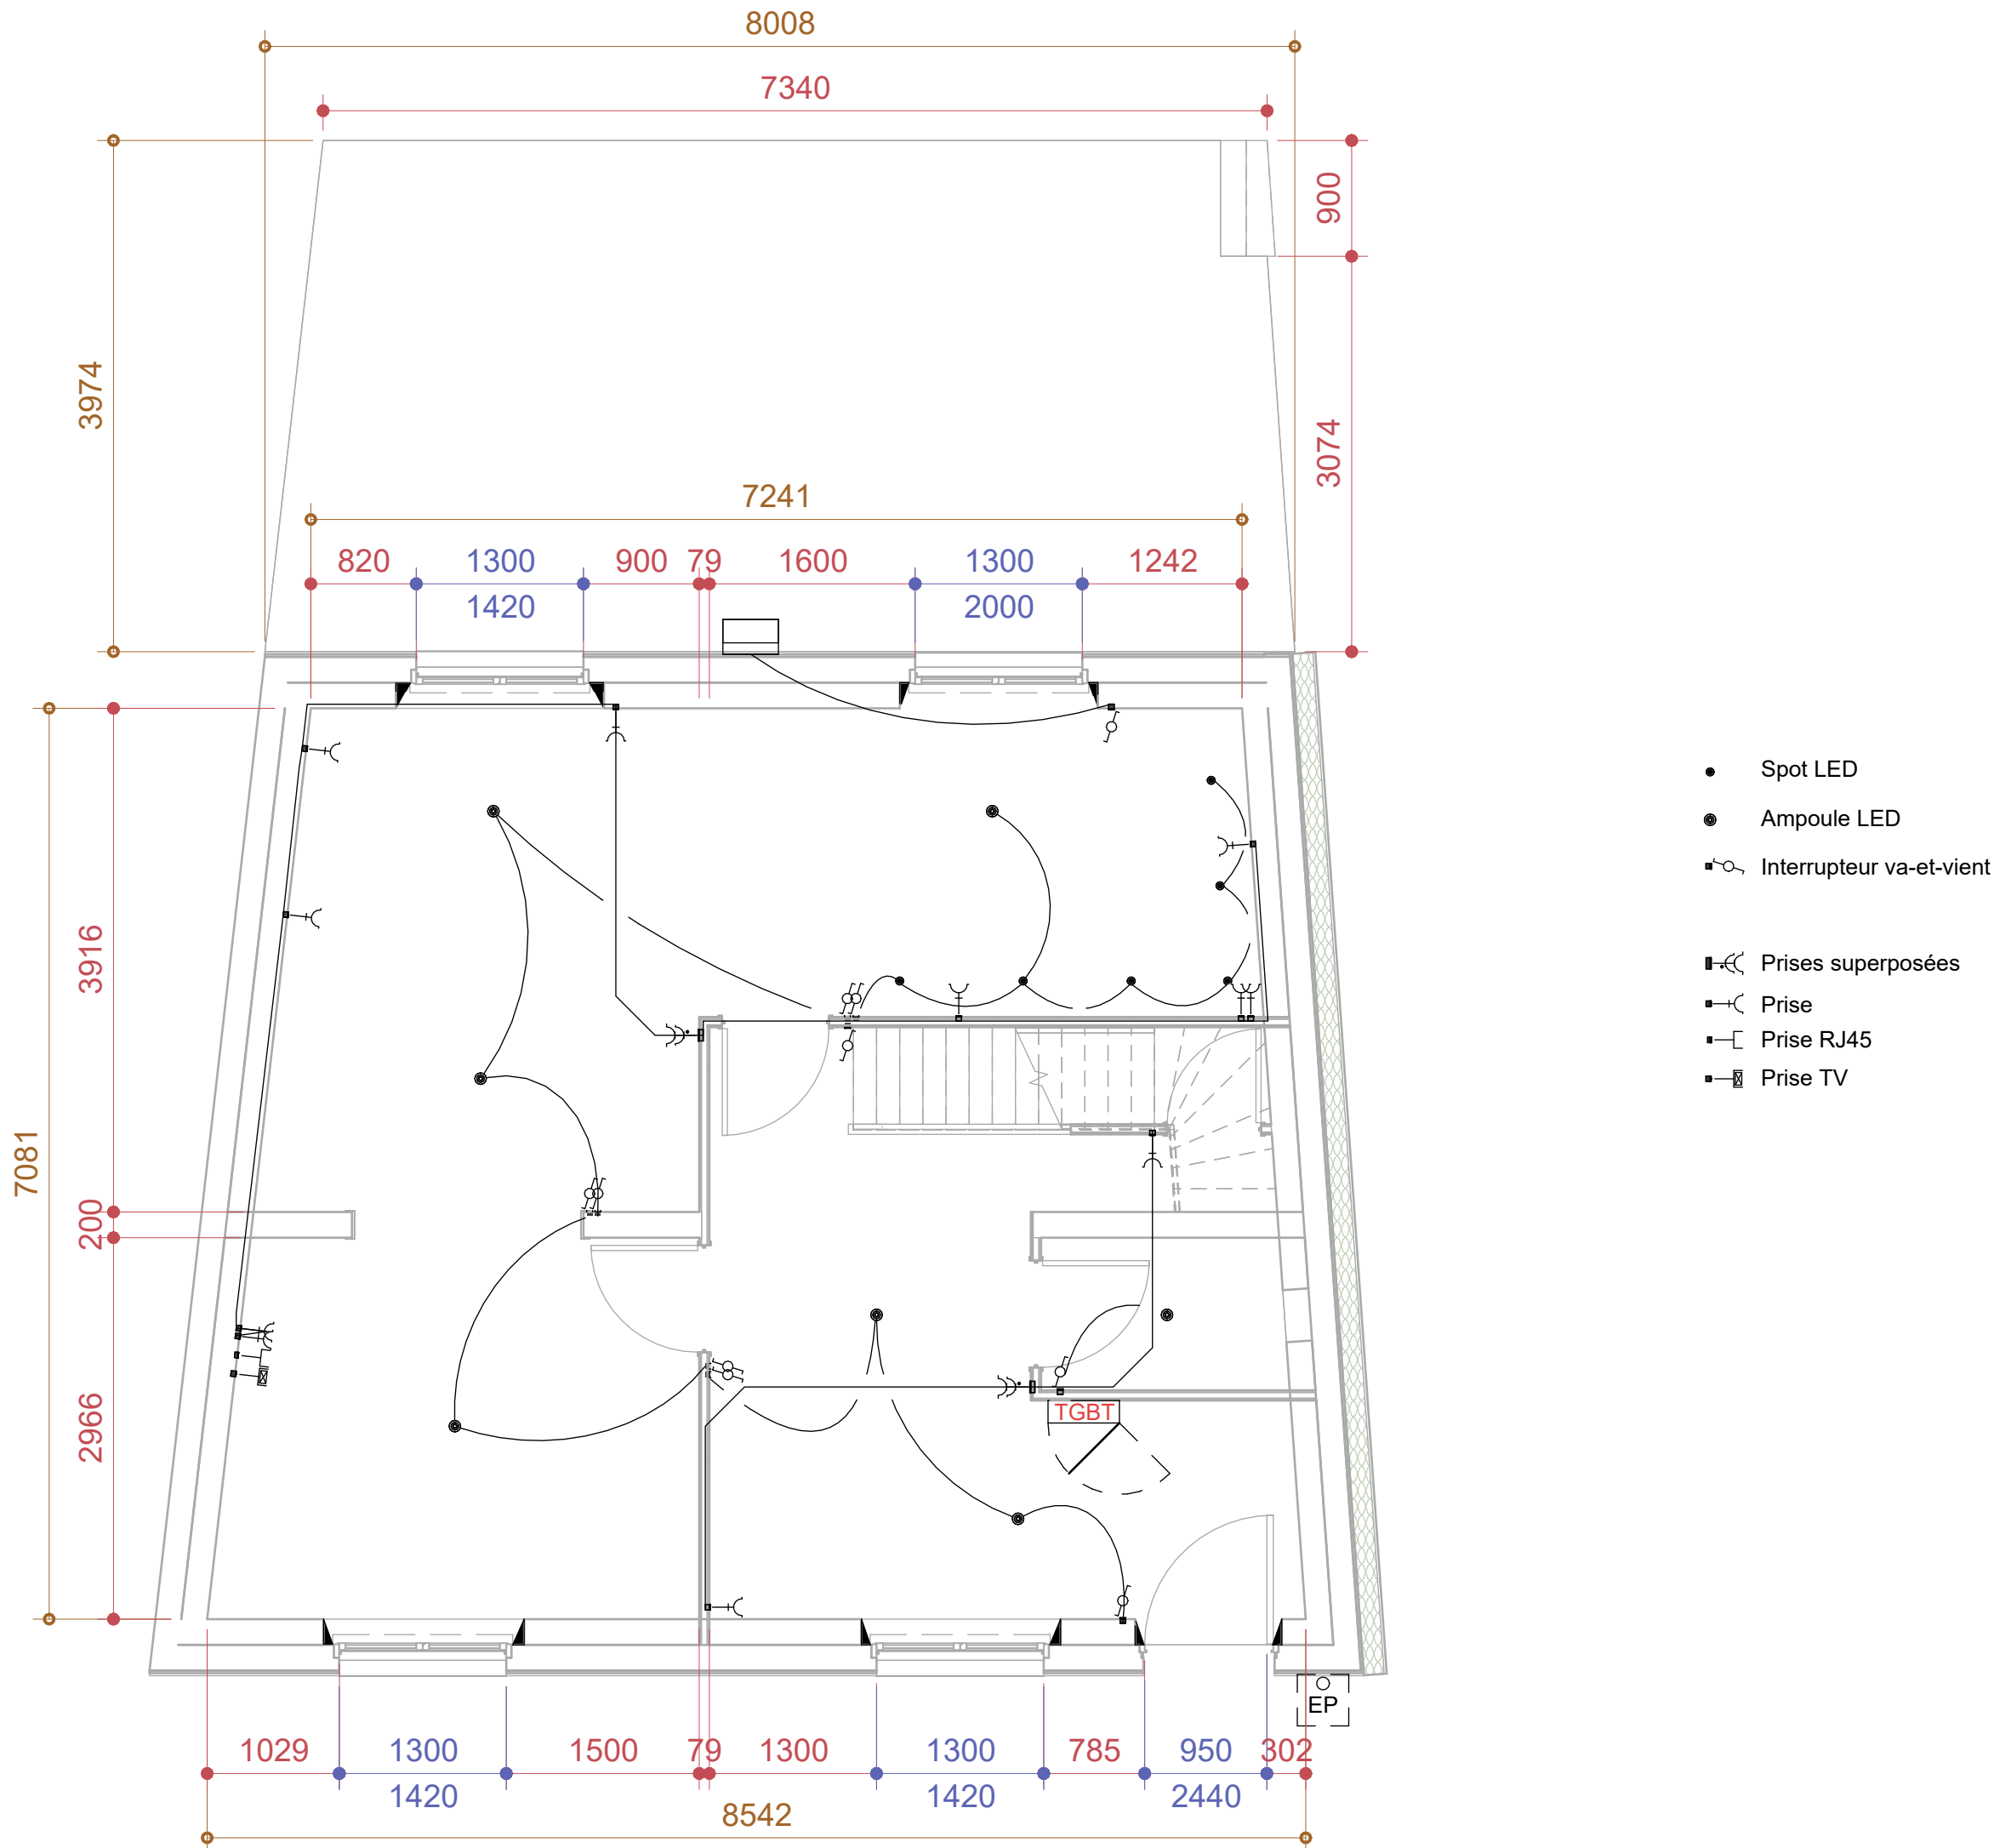 8008
7340
900
3974
3074
7241
820 1300 900 79 1600 1300 1242
1420 2000
Spot LED
Ampoule LED
Interrupteur va-et-vient
3916
Prises superposées
Prise
Prise RJ45
Prise TV
7081
200
2966
TGBT
EP
1029 1300 1500 79 1300 1300 785 950 302
1420 1420 2440
8542